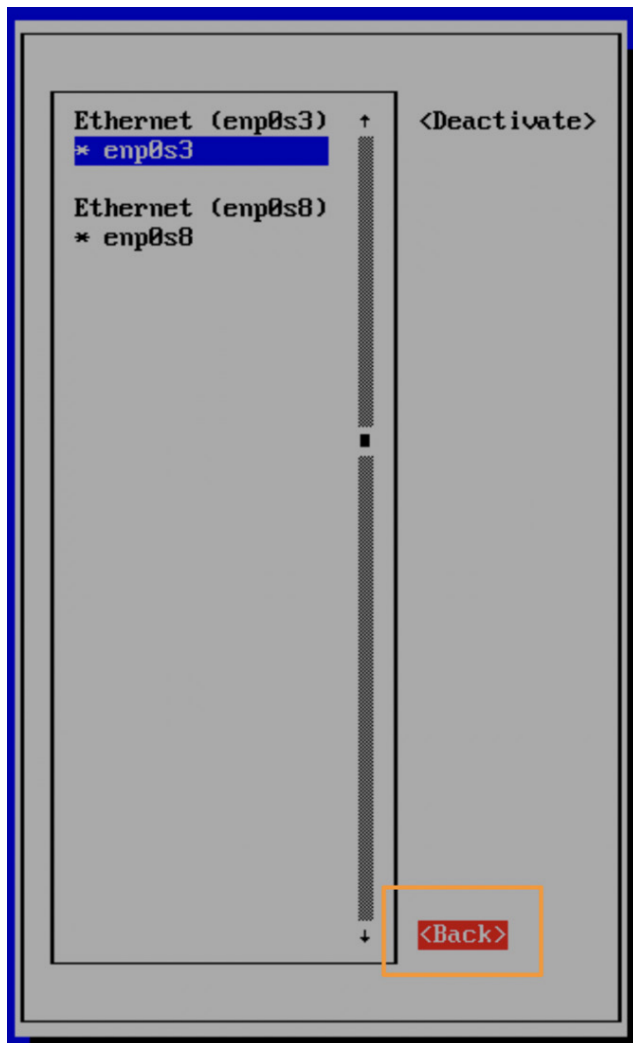 Ethernet (enp0s3) ↑ <Deactivate>
* enp0s3
Ethernet (enp0s8)
* enp0s8
↓ <Back>